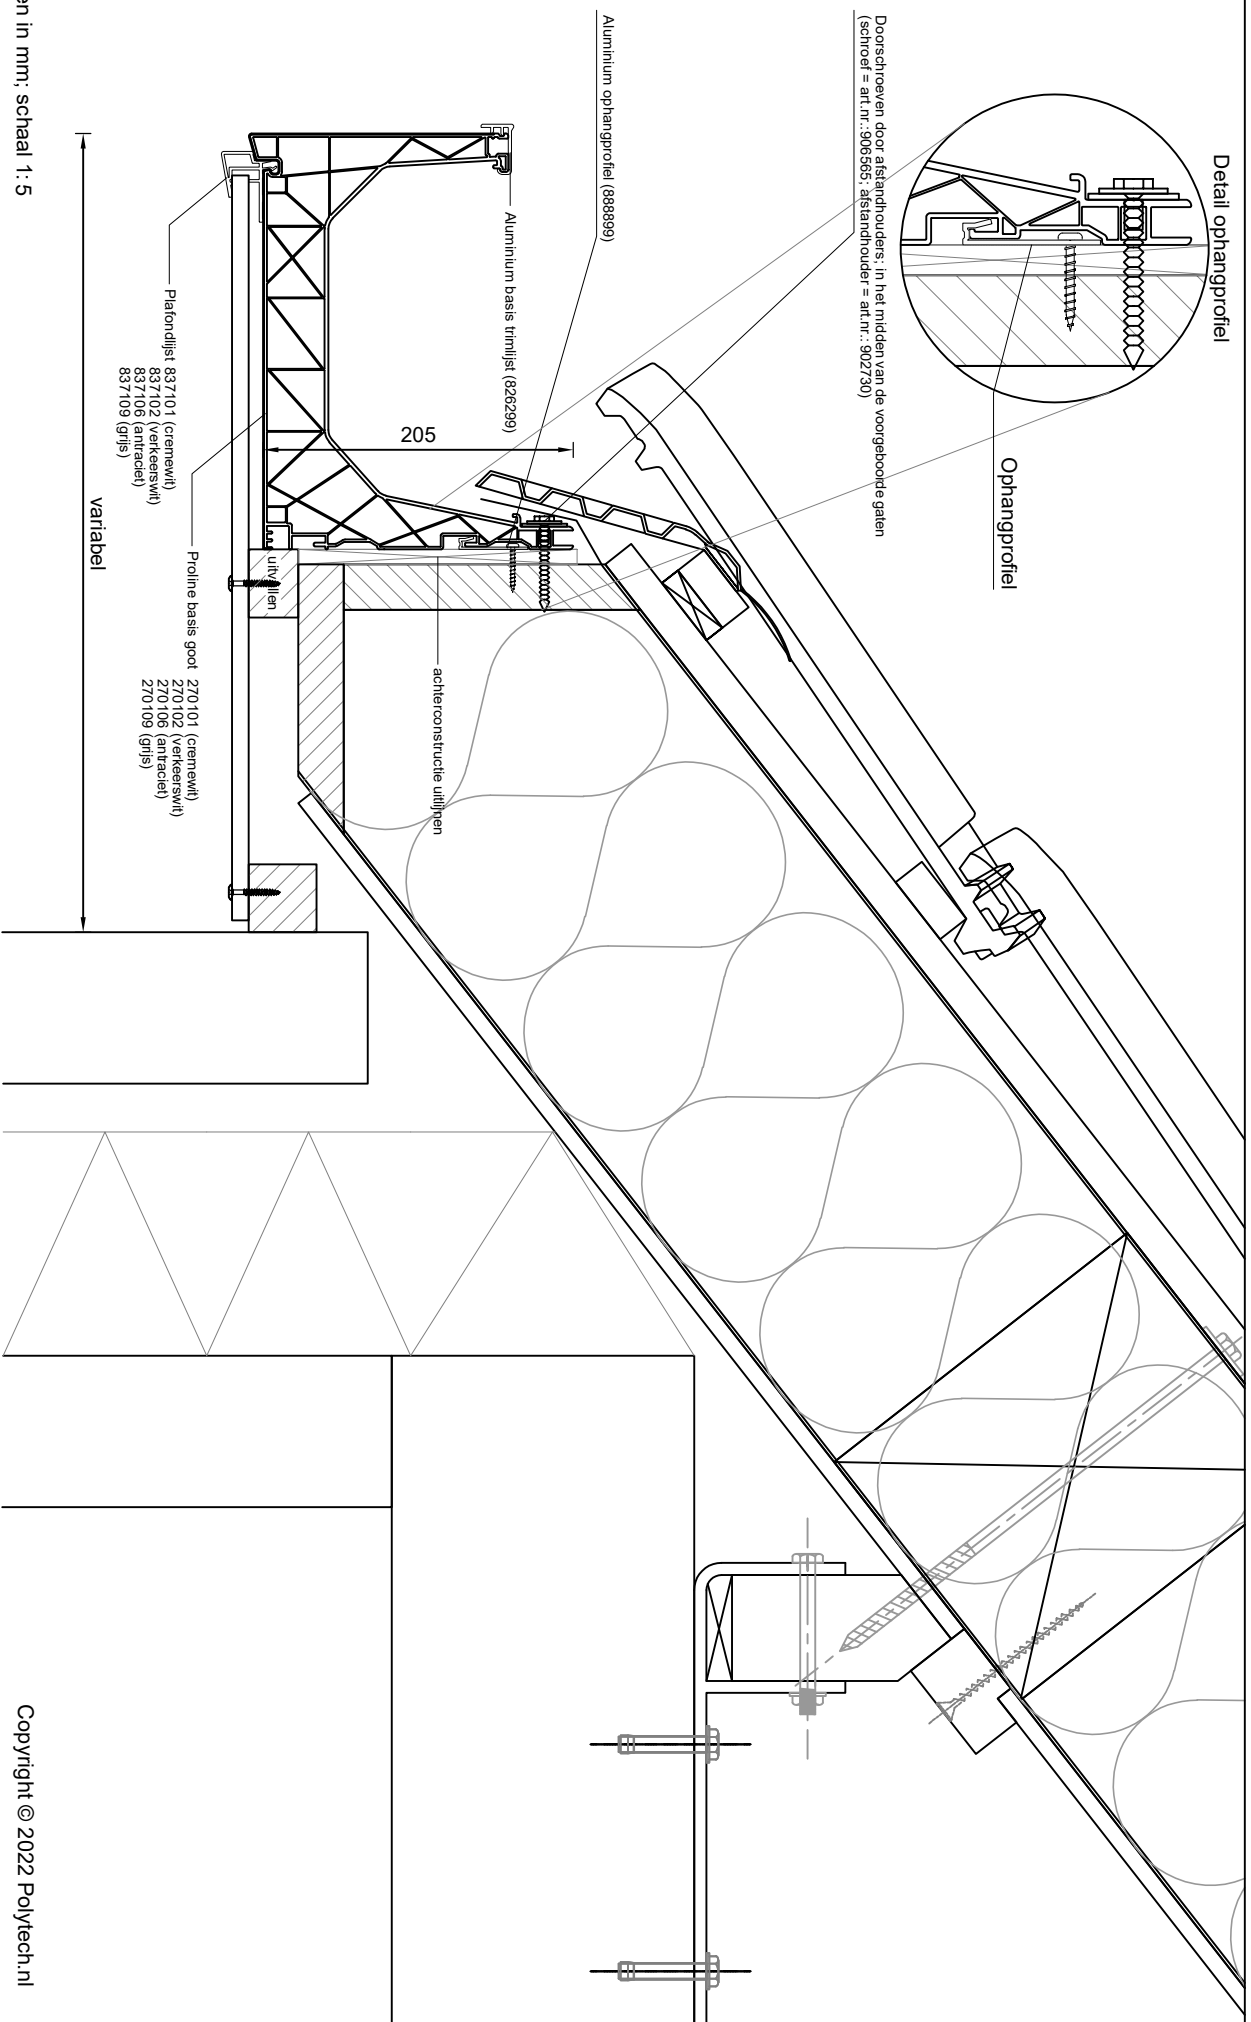 Detail ophangprofiel
Ophangprofiel
Doorschroeven door afstandhouders; in het midden van de voorgeboorde gaten
(schroef = art.nr.:906565; afstandhouder = art.nr.: 902730)
Aluminium ophangprofiel (888899)
Aluminium basis trimlijst (826299)
205
achterconstructie uitlijnen
uitvullen
Plafondlijst 837101 (cremewit)
837102 (verkeerswit)
837106 (antraciet)
837109 (grijs)
Proline basis goot 270101 (cremewit)
270102 (verkeerswit)
270106 (antraciet)
270109 (grijs)
variabel
en in mm; schaal 1:5
Copyright © 2022 Polytech.nl